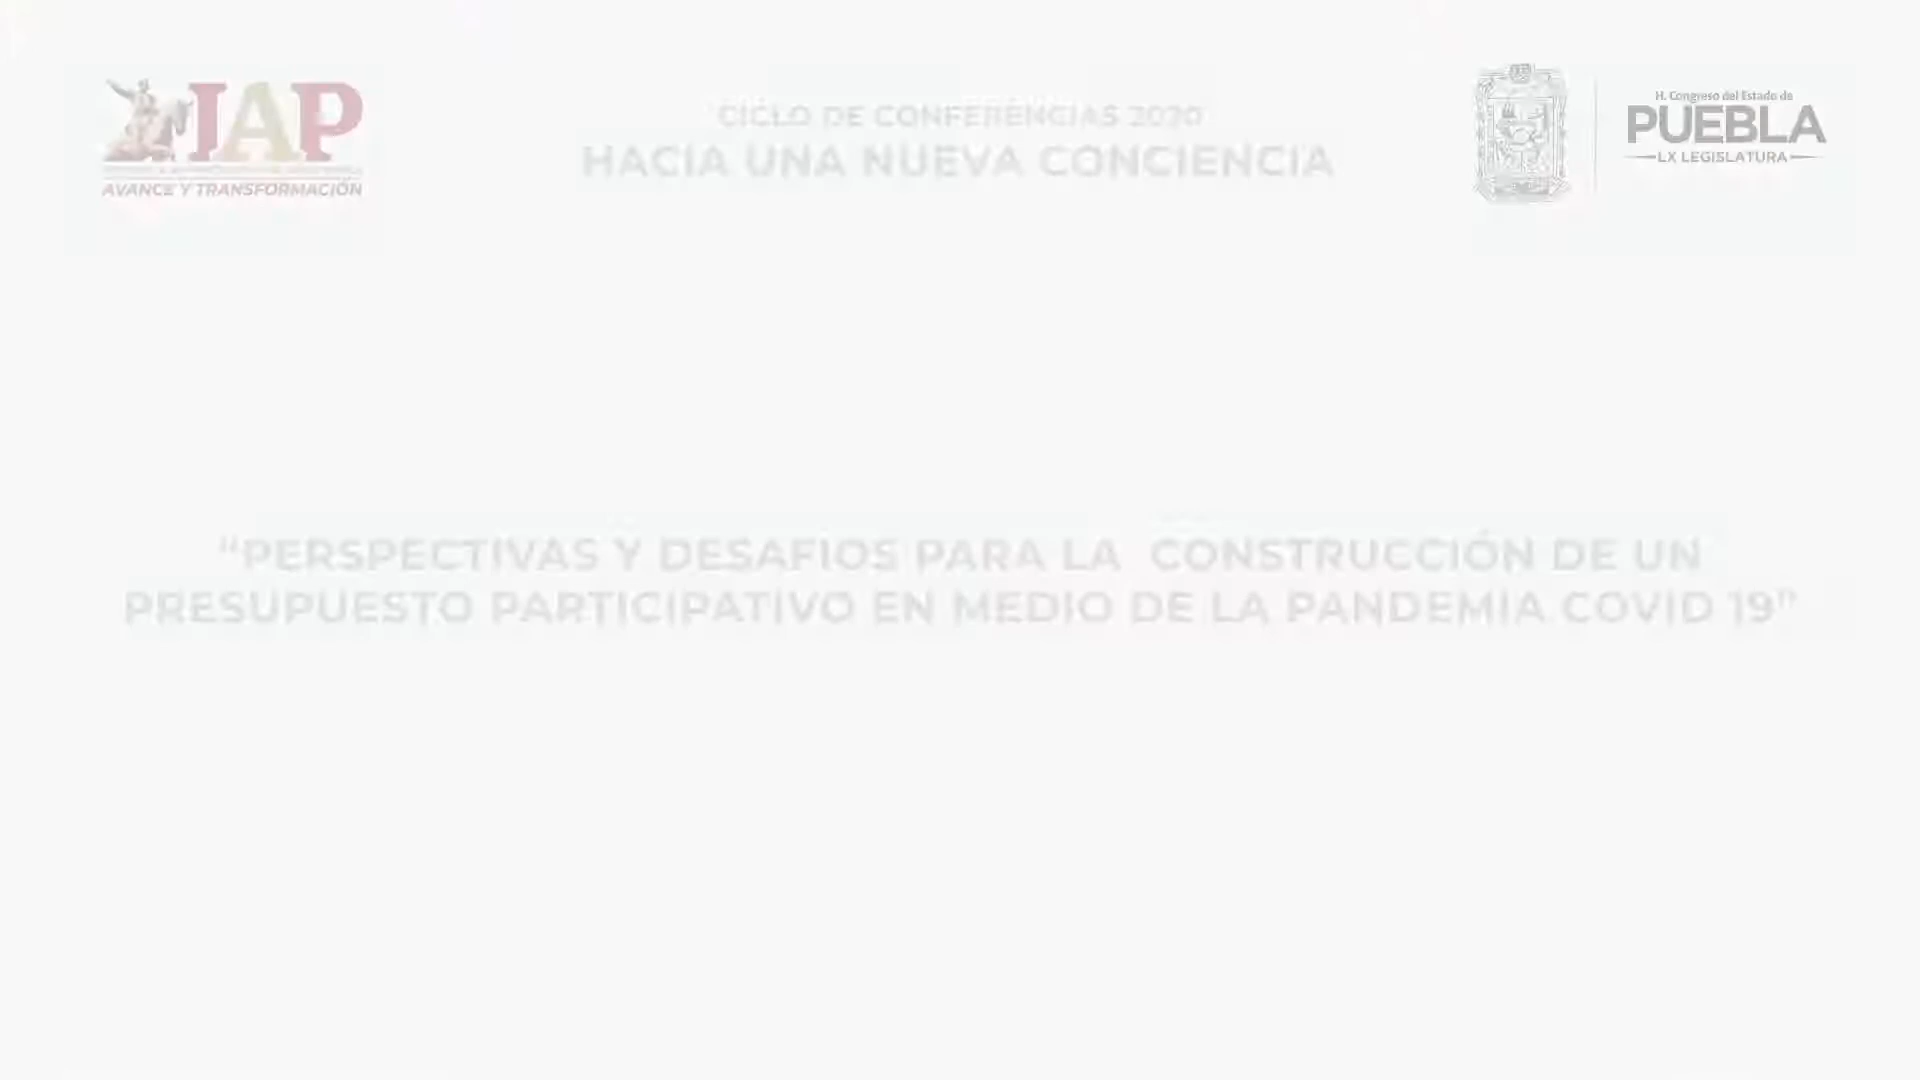 IAP
AVANCE Y TRANSFORMACIÓN
CICLO DE CONFERENCIAS 2020
HACIA UNA NUEVA CONCIENCIA
H. Congreso del Estado de
PUEBLA
LX LEGISLATURA
“PERSPECTIVAS Y DESAFIOS PARA LA CONSTRUCCIÓN DE UN
PRESUPUESTO PARTICIPATIVO EN MEDIO DE LA PANDEMIA COVID 19”